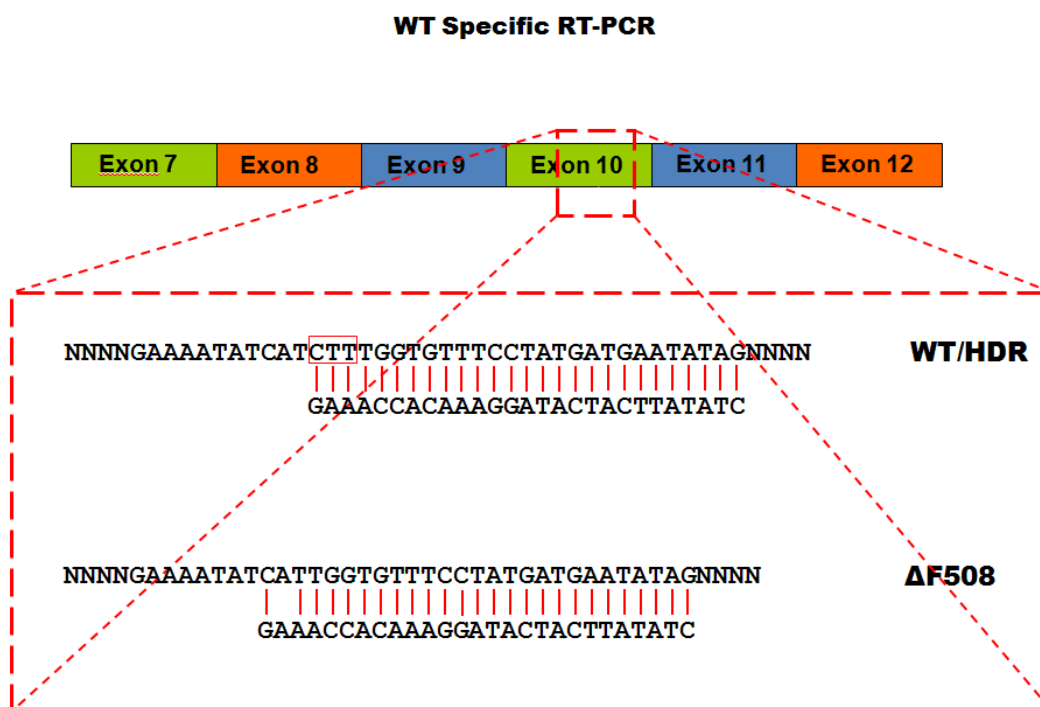 WT Specific RT-PCR
Exon 7 Exon 8 Exon 9 Exon 10 Exon 11 Exon 12
NNNNGAAAATATCATCTTTGGTGTTTCCTATGATGAATATAGNNNN WT/HDR
GAAACCACAAAGGATACTACTTATATC
NNNNGAAAATATCATTGGTGTTTCCTATGATGAATATAGNNNN ΔF508
GAAACCACAAAGGATACTACTTATATC